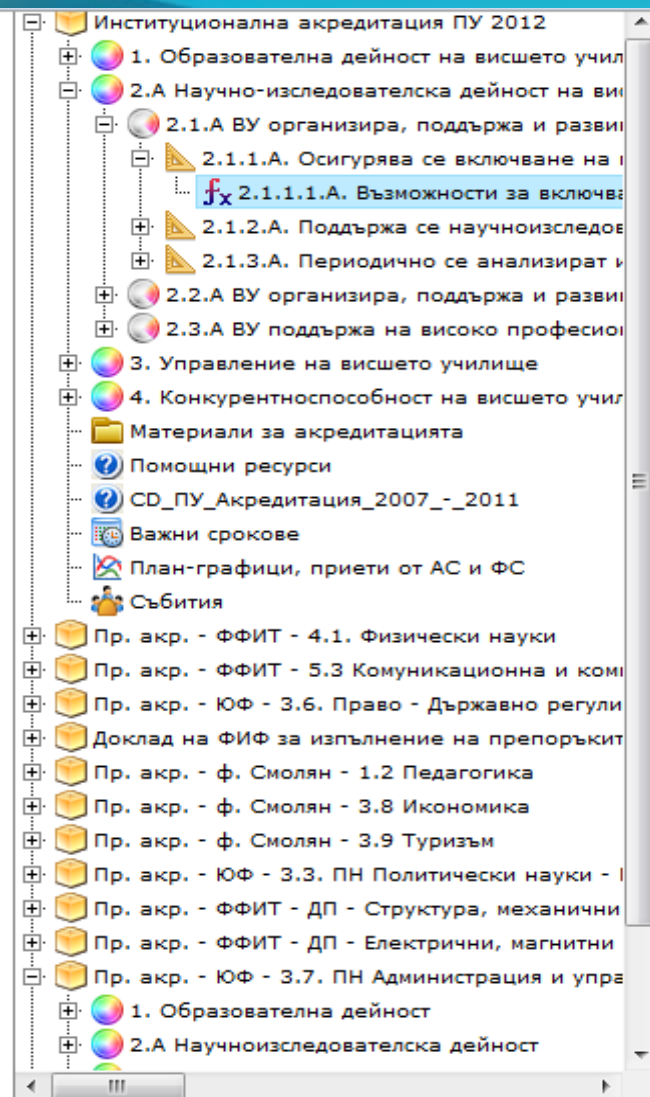 Институционална акредитация ПУ 2012
1. Образователна дейност на висшето учил
2.А Научно-изследователска дейност на ви
2.1.А ВУ организира, поддържа и разви
2.1.1.А. Осигурява се включване на
2.1.1.1.А. Възможности за включва
2.1.2.А. Поддържа се научноизследов
2.1.3.А. Периодично се анализират и
2.2.А ВУ организира, поддържа и разви
2.3.А ВУ поддържа на високо професио
3. Управление на висшето училище
4. Конкурентноспособност на висшето учил
Материали за акредитацията
Помощни ресурси
CD_ПУ_Акредитация_2007_-_2011
Важни срокове
План-графици, приети от АС и ФС
Събития
Пр. акр. - ФФИТ - 4.1. Физически науки
Пр. акр. - ФФИТ - 5.3 Комуникационна и ком
Пр. акр. - ЮФ - 3.6. Право - Държавно регули
Доклад на ФИФ за изпълнение на препоръкит
Пр. акр. - ф. Смолян - 1.2 Педагогика
Пр. акр. - ф. Смолян - 3.8 Икономика
Пр. акр. - ф. Смолян - 3.9 Туризъм
Пр. акр. - ЮФ - 3.3. ПН Политически науки -
Пр. акр. - ФФИТ - ДП - Структура, механични
Пр. акр. - ФФИТ - ДП - Електрични, магнитни
Пр. акр. - ЮФ - 3.7. ПН Администрация и упра
1. Образователна дейност
2.А Научноизследователска дейност